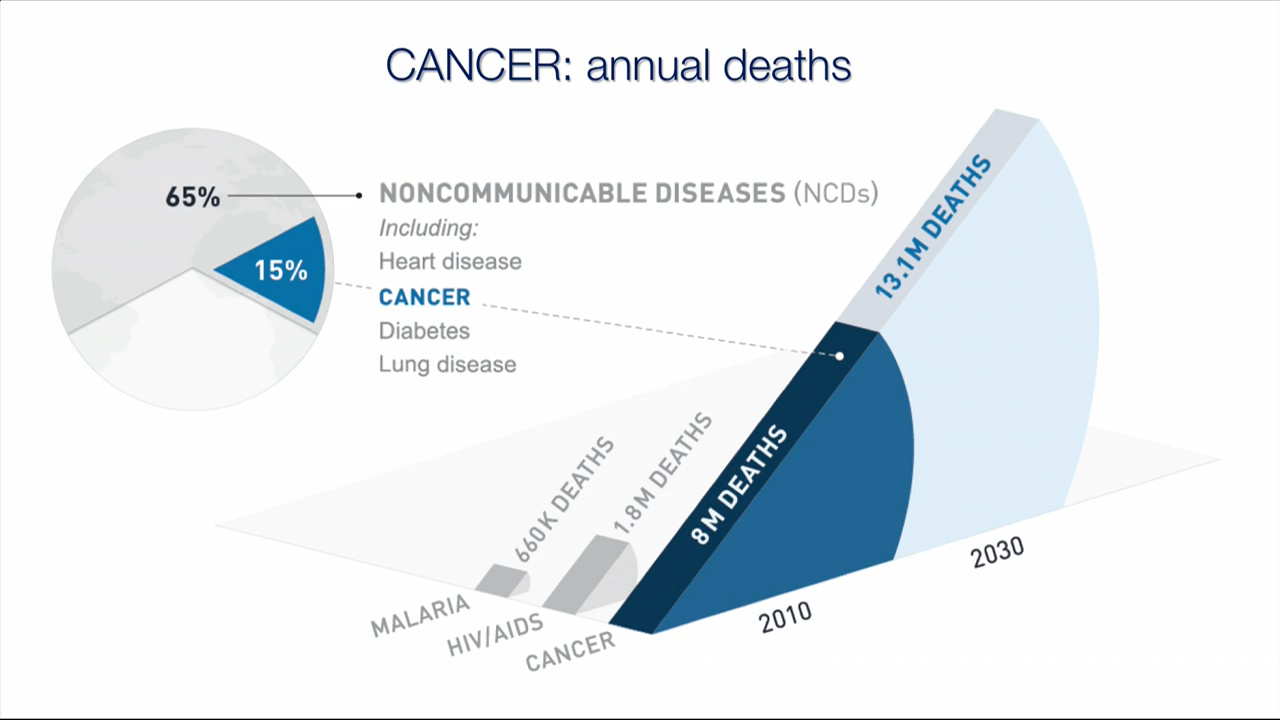 CANCER: annual deaths
65%
NONCOMMUNICABLE DISEASES (NCDs)
Including:
Heart disease
15%
CANCER
Diabetes
Lung disease
13.1M DEATHS
8M DEATHS
1.8M DEATHS
660K DEATHS
MALARIA
HIV/AIDS
CANCER
2010
2030